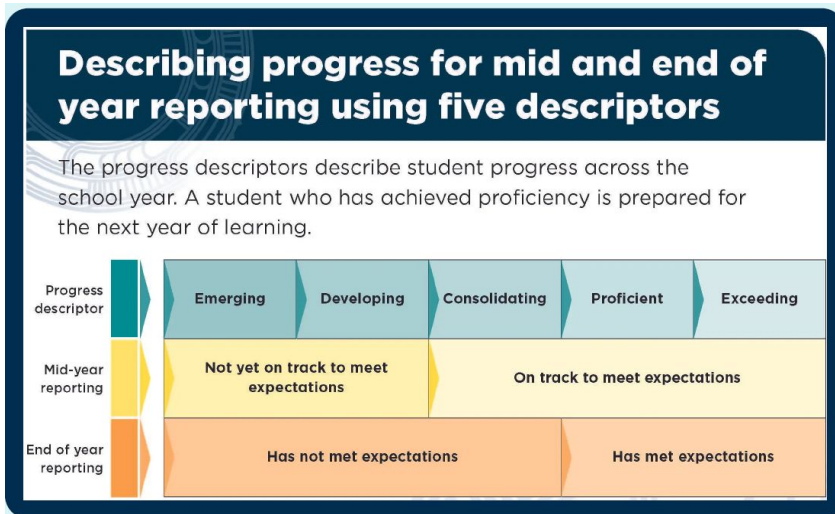 Describing progress for mid and end of
year reporting using five descriptors
The progress descriptors describe student progress across the
school year. A student who has achieved proficiency is prepared for
the next year of learning.
Progress
descriptor
Emerging
Developing
Consolidating
Proficient
Exceeding
Mid-year
reporting
Not yet on track to meet
expectations
On track to meet expectations
End of year
reporting
Has not met expectations
Has met expectations